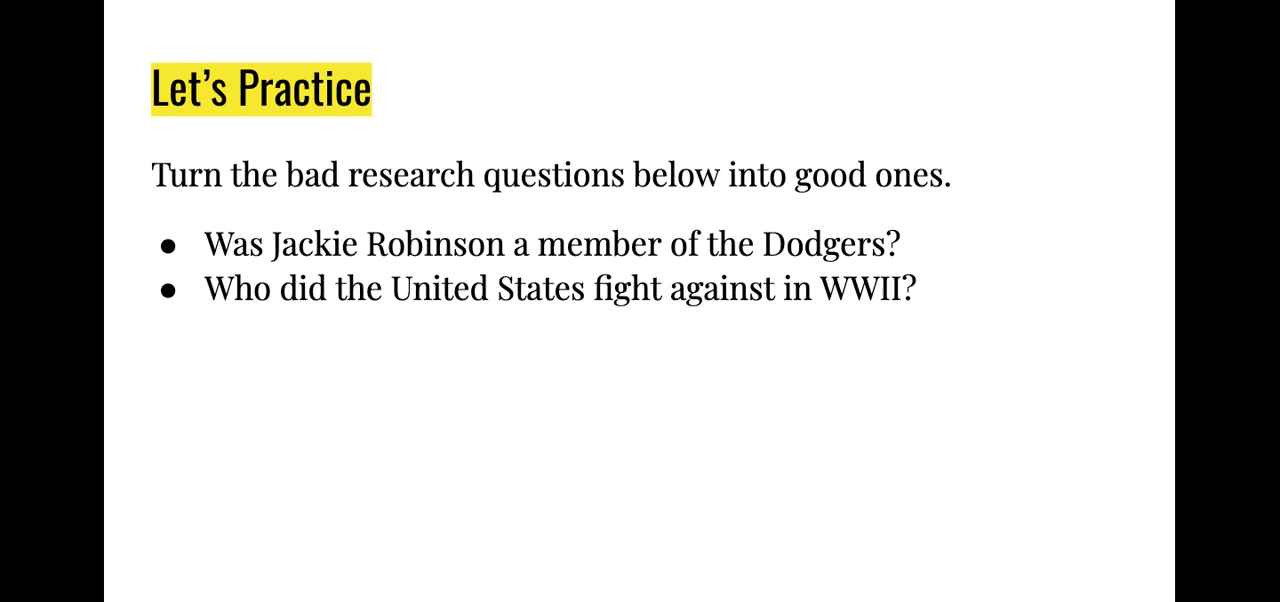 Let’s Practice
Turn the bad research questions below into good ones.
● Was Jackie Robinson a member of the Dodgers?
● Who did the United States fight against in WWII?